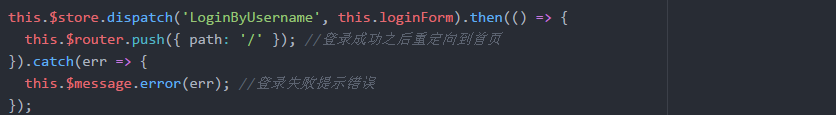 this.$store.dispatch('LoginByUsername', this.loginForm).then(() => {
  this.$router.push({ path: '/' }); //登录成功之后重定向到首页
}).catch(err => {
  this.$message.error(err); //登录失败提示错误
});